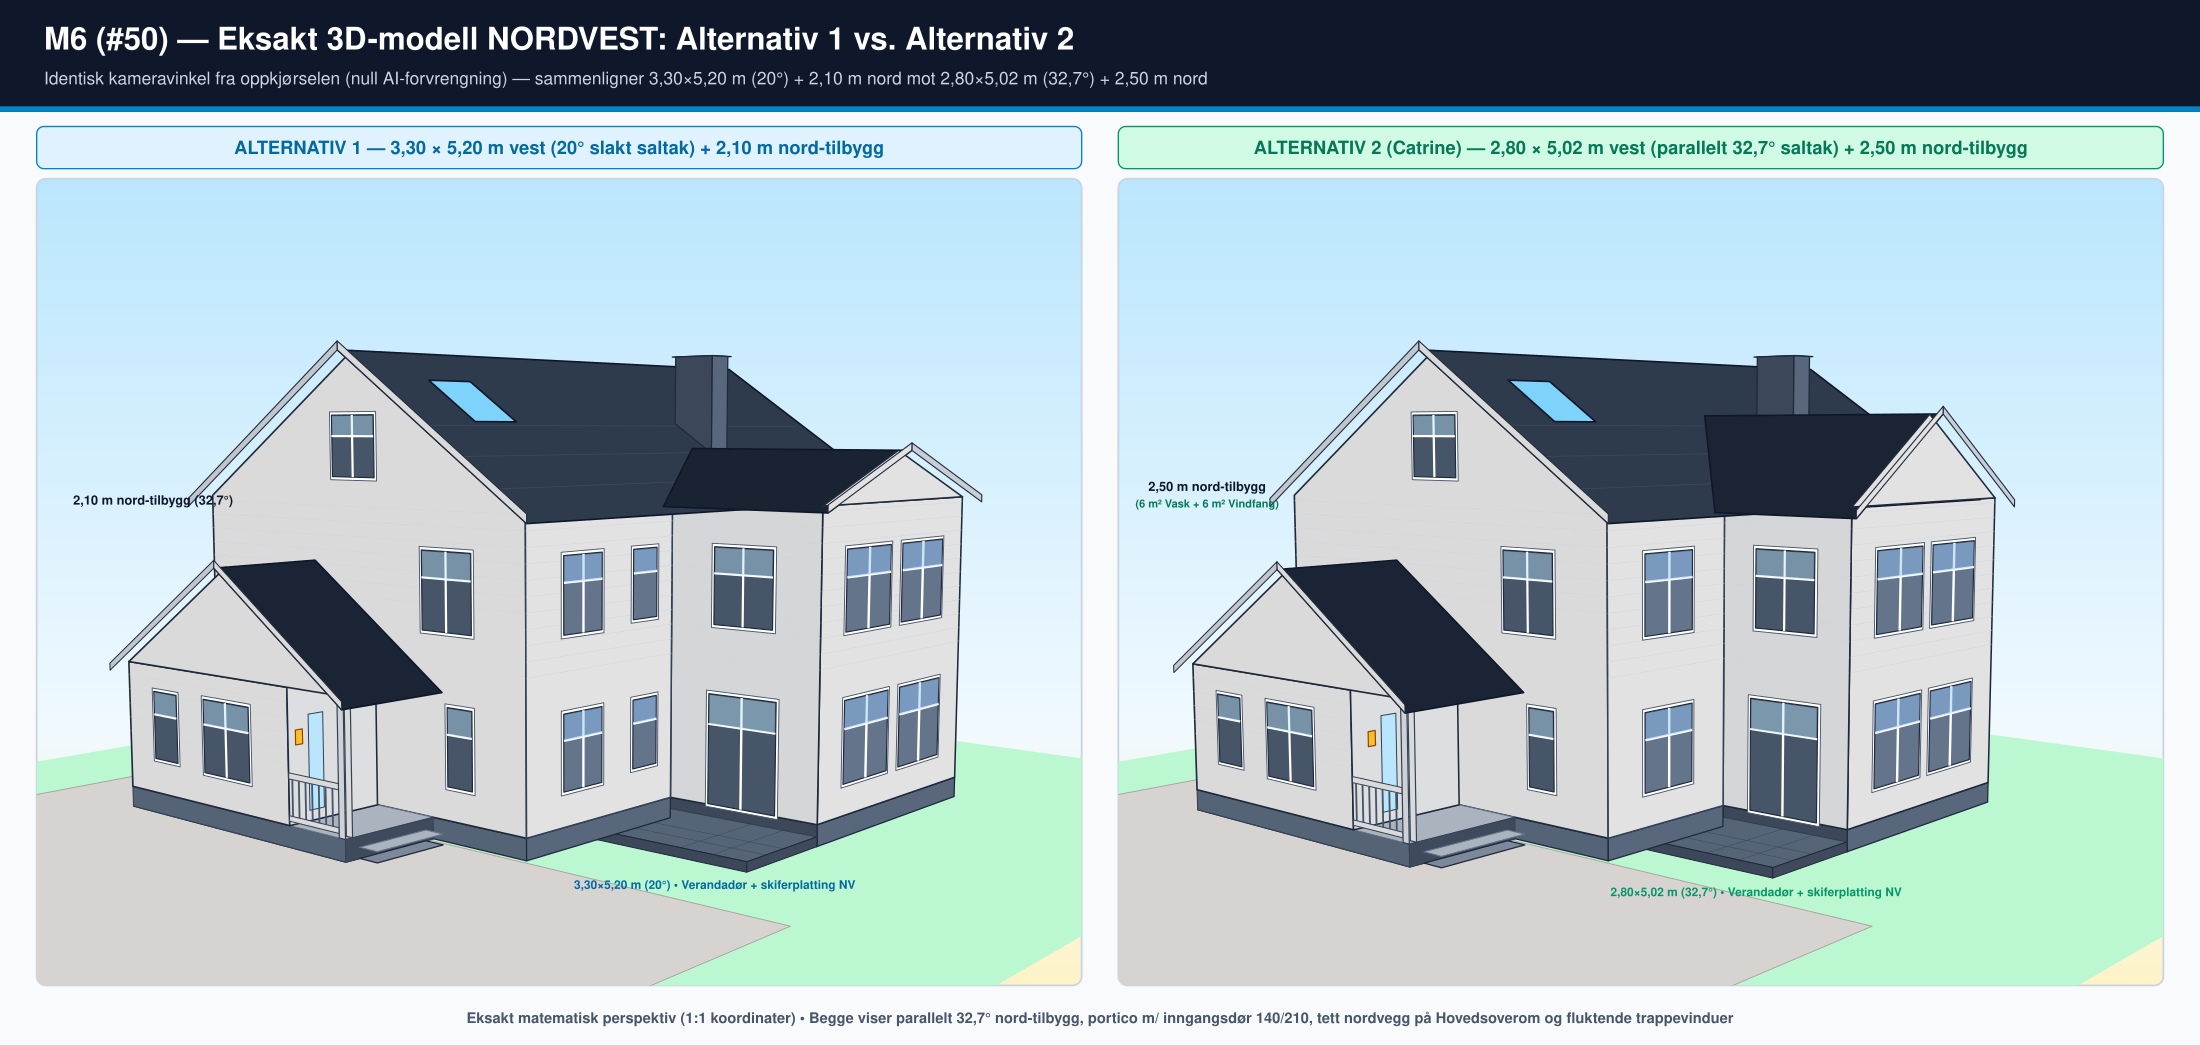 M6 (#50) — Eksakt 3D-modell NORDVEST: Alternativ 1 vs. Alternativ 2
Identisk kameravinkel fra oppkjørselen (null AI-forvrengning) — sammenligner 3,30×5,20 m (20°) + 2,10 m nord mot 2,80×5,02 m (32,7°) + 2,50 m nord
ALTERNATIV 1 — 3,30 × 5,20 m vest (20° slakt saltak) + 2,10 m nord-tilbygg
2,10 m nord-tilbygg (32,7°)
3,30×5,20 m (20°) • Verandadør + skiferplatting NV
ALTERNATIV 2 (Catrine) — 2,80 × 5,02 m vest (parallelt 32,7° saltak) + 2,50 m nord-tilbygg
2,50 m nord-tilbygg
(6 m² Vask + 6 m² Vindfang)
2,80×5,02 m (32,7°) • Verandadør + skiferplatting NV
Eksakt matematisk perspektiv (1:1 koordinater) • Begge viser parallelt 32,7° nord-tilbygg, portico m/ inngangsdør 140/210, tett nordvegg på Hovedsoverom og fluktende trappevinduer